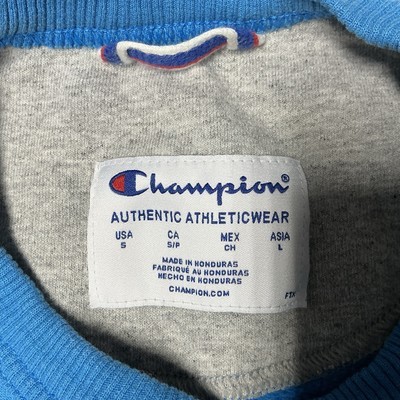 Champion®
AUTHENTIC ATHLETICWEAR
USA CA MEX ASIA
S S/P CH L
MADE IN HONDURAS
FABRIQUÉ AU HONDURAS
HECHO EN HONDURAS
CHAMPION.COM